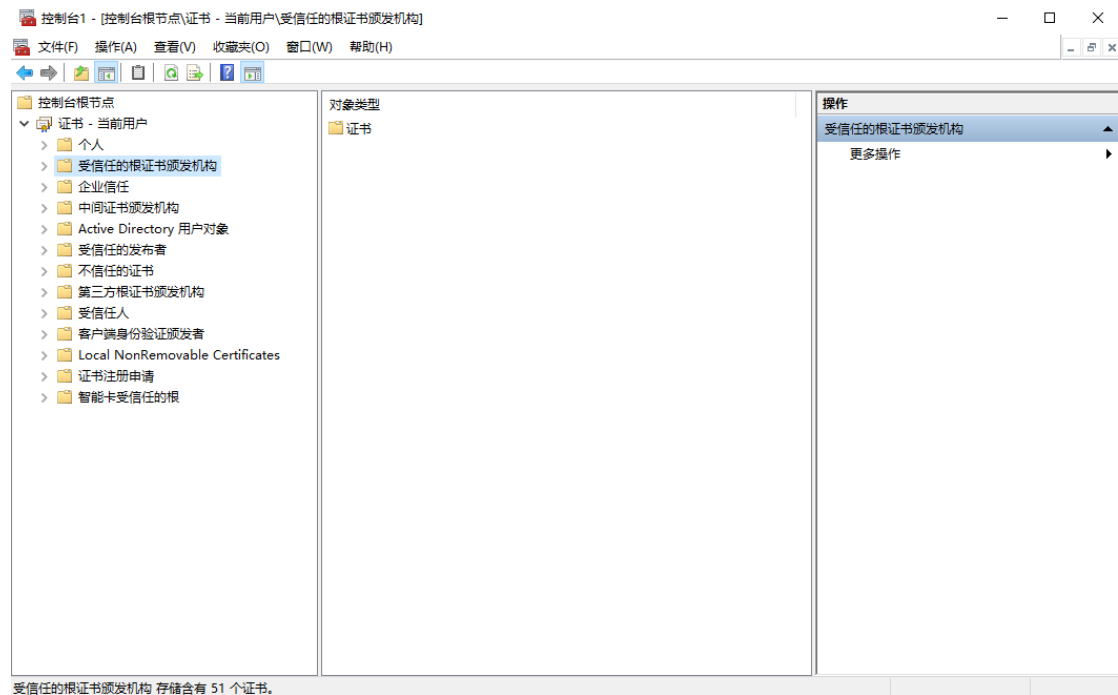 控制台1 - [控制台根节点\证书 - 当前用户\受信任的根证书颁发机构]
文件(F) 操作(A) 查看(V) 收藏夹(O) 窗口(W) 帮助(H)
控制台根节点
证书 - 当前用户
个人
受信任的根证书颁发机构
企业信任
中间证书颁发机构
Active Directory 用户对象
受信任的发布者
不信任的证书
第三方根证书颁发机构
受信任人
客户端身份验证颁发者
Local NonRemovable Certificates
证书注册申请
智能卡受信任的根
对象类型
证书
操作
受信任的根证书颁发机构
更多操作
受信任的根证书颁发机构 存储含有 51 个证书。